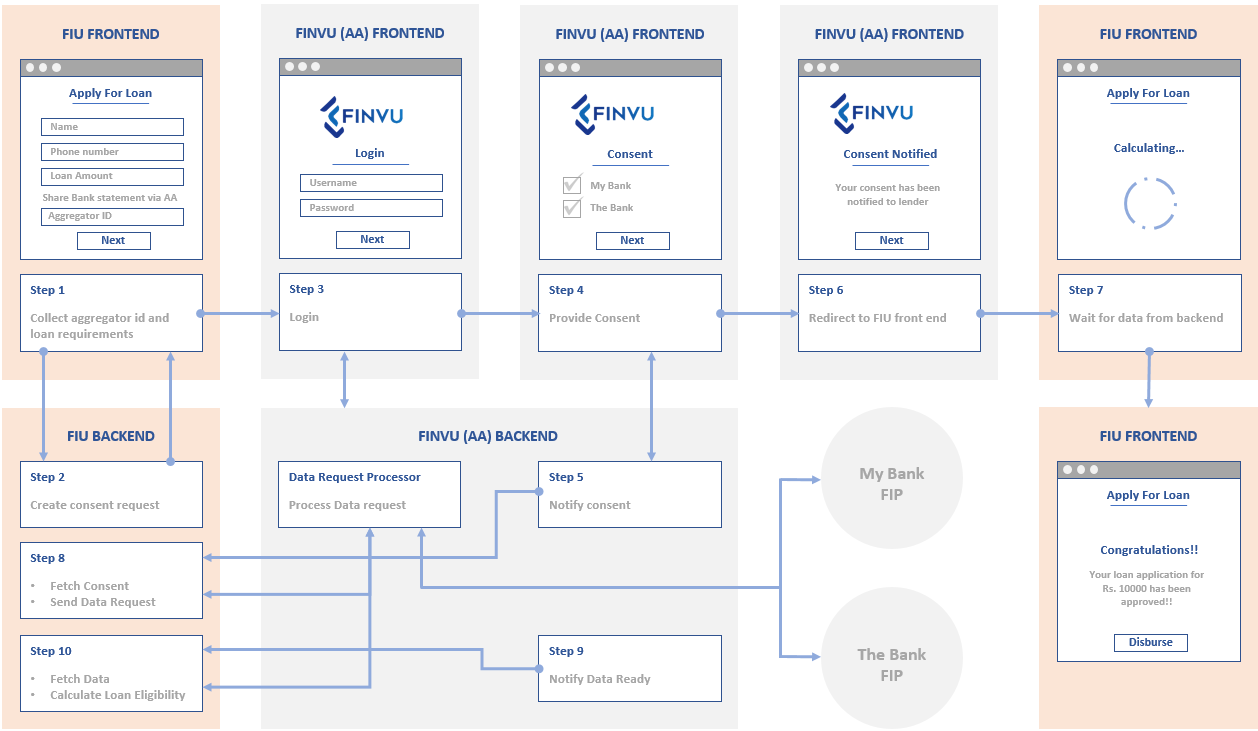 FIU FRONTEND
Apply For Loan
Name
Phone number
Loan Amount
Share Bank statement via AA
Aggregator ID
Next
Step 1
Collect aggregator id and
loan requirements
FINVU (AA) FRONTEND
FINVU
Login
Username
Password
Next
Step 3
Login
FINVU (AA) FRONTEND
FINVU
Consent
My Bank
The Bank
Next
Step 4
Provide Consent
FINVU (AA) FRONTEND
FINVU
Consent Notified
Your consent has been
notified to lender
Next
Step 6
Redirect to FIU front end
FIU FRONTEND
Apply For Loan
Calculating...
Step 7
Wait for data from backend
FIU BACKEND
Step 2
Create consent request
Step 8
• Fetch Consent
• Send Data Request
Step 10
• Fetch Data
• Calculate Loan Eligibility
FINVU (AA) BACKEND
Data Request Processor
Process Data request
Step 5
Notify consent
Step 9
Notify Data Ready
My Bank
FIP
The Bank
FIP
FIU FRONTEND
Apply For Loan
Congratulations!!
Your loan application for
Rs. 10000 has been
approved!!
Disburse